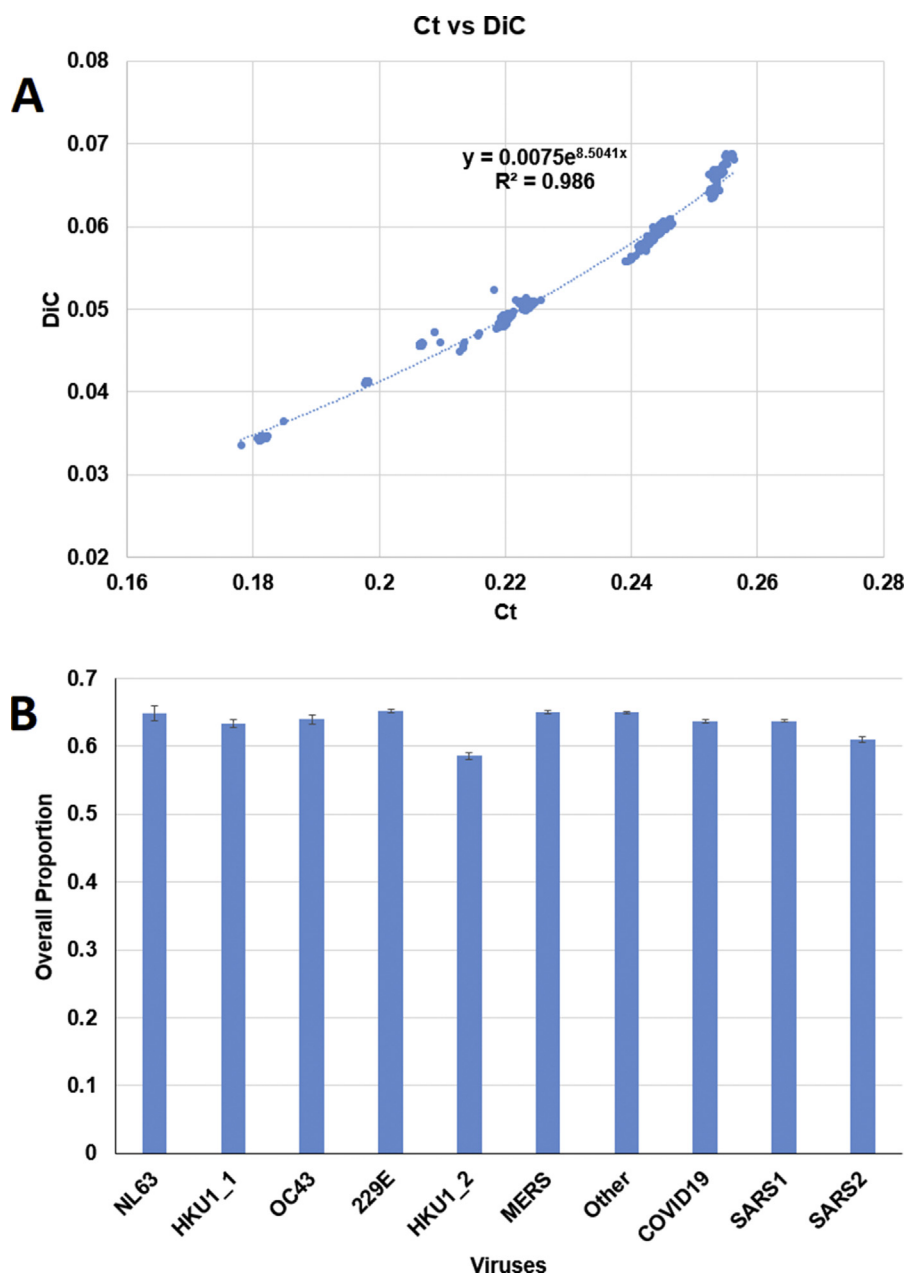 Ct vs DiC
A
0.08
0.07
0.06
0.05
0.04
0.03
0.02
DiC
y = 0.0075e^8.5041x
R² = 0.986
0.16 0.18 0.2 0.22 0.24 0.26 0.28
Ct
B
0.7
0.6
0.5
0.4
0.3
0.2
0.1
0
Overall Proportion
NL63
HKU1_1
OC43
229E
HKU1_2
MERS
Other
COVID19
SARS1
SARS2
Viruses